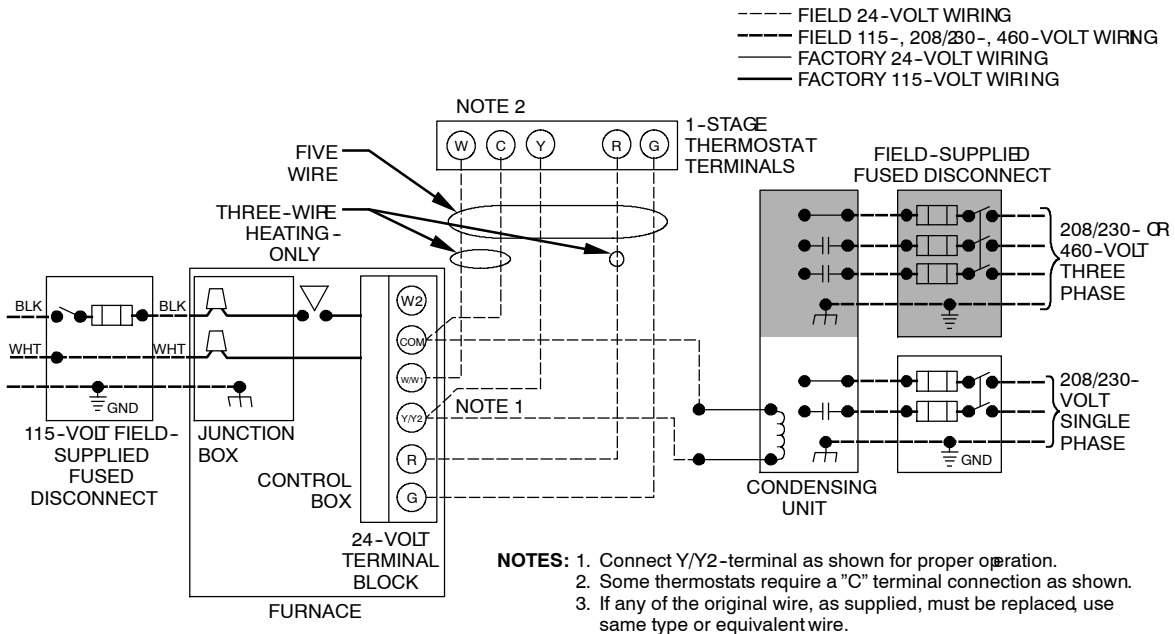 FIELD 24-VOLT WIRING
FIELD 115-, 208/230-, 460-VOLT WIRING
FACTORY 24-VOLT WIRING
FACTORY 115-VOLT WIRING
NOTE 2
W C Y R G
1-STAGE
THERMOSTAT
TERMINALS
FIVE
WIRE
THREE-WIRE
HEATING-
ONLY
FIELD-SUPPLIED
FUSED DISCONNECT
208/230- OR
460-VOLT
THREE
PHASE
BLK
BLK
WHT
WHT
GND
W2
COM
W/W1
Y/Y2
R
G
NOTE 1
115-VOLT FIELD-
SUPPLIED
FUSED
DISCONNECT
JUNCTION
BOX
CONTROL
BOX
24-VOLT
TERMINAL
BLOCK
FURNACE
208/230-
VOLT
SINGLE
PHASE
GND
CONDENSING
UNIT
NOTES: 1. Connect Y/Y2-terminal as shown for proper operation.
2. Some thermostats require a "C" terminal connection as shown.
3. If any of the original wire, as supplied, must be replaced, use
same type or equivalent wire.